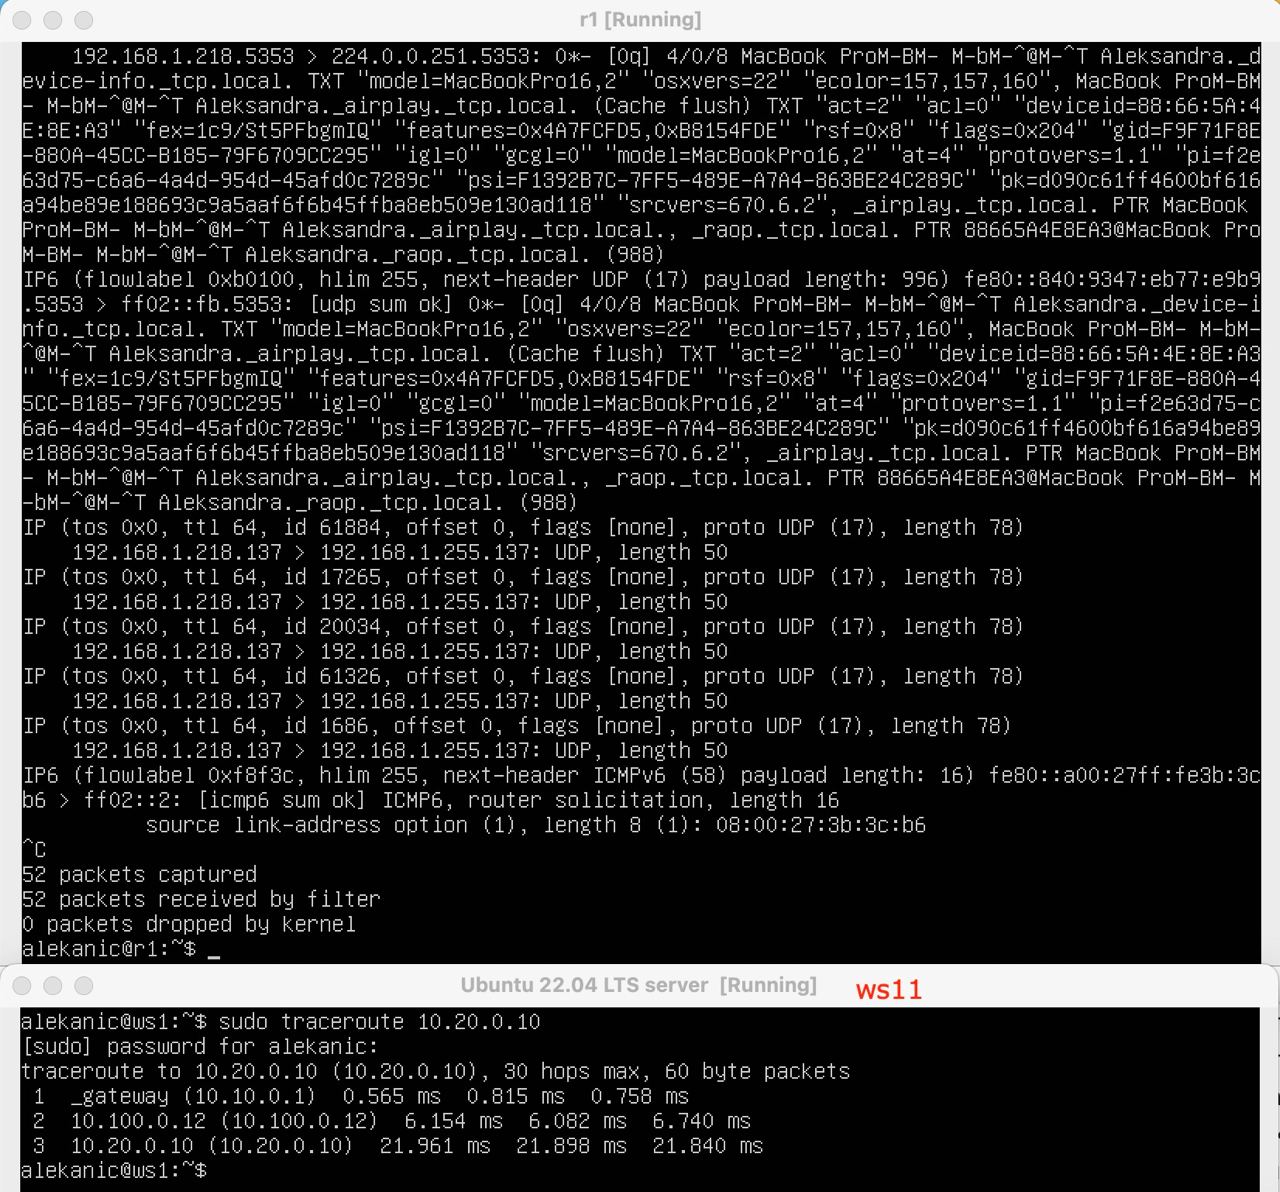 r1 [Running]
192.168.1.218.5353 > 224.0.0.251.5353: 0*- [0q] 4/0/8 MacBook ProM-BM- M-bM-^@M-^T Aleksandra._d
evice-info._tcp.local. TXT "model=MacBookPro16,2" "osxvers=22" "ecolor=157,157,160", MacBook ProM-BM
- M-bM-^@M-^T Aleksandra._airplay._tcp.local. (Cache flush) TXT "act=2" "acl=0" "deviceid=88:66:5A:4
E:8E:A3" "fex=1c9/St5PFbgmIQ" "features=0x4A7FCFD5,0xB8154FDE" "rsf=0x8" "flags=0x204" "gid=F9F71F8E
-880A-45CC-B185-79F6709CC295" "igl=0" "gcgl=0" "model=MacBookPro16,2" "at=4" "protovers=1.1" "pi=f2e
63d75-c6a6-4a4d-954d-45afd0c7289c" "psi=F1392B7C-7FF5-489E-A7A4-863BE24C289C" "pk=d090c61ff4600bf616
a94be89e188693c9a5aaf6f6b45ffba8eb509e130ad118" "srcvers=670.6.2", _airplay._tcp.local. PTR MacBook
ProM-BM- M-bM-^@M-^T Aleksandra._airplay._tcp.local., _raop._tcp.local. PTR 88665A4E8EA3@MacBook Pro
M-BM- M-bM-^@M-^T Aleksandra._raop._tcp.local. (988)
IP6 (flowlabel 0xb0100, hlim 255, next-header UDP (17) payload length: 996) fe80::840:9347:eb77:e9b9
.5353 > ff02::fb.5353: [udp sum ok] 0*- [0q] 4/0/8 MacBook ProM-BM- M-bM-^@M-^T Aleksandra._device-i
nfo._tcp.local. TXT "model=MacBookPro16,2" "osxvers=22" "ecolor=157,157,160", MacBook ProM-BM- M-bM-
^@M-^T Aleksandra._airplay._tcp.local. (Cache flush) TXT "act=2" "acl=0" "deviceid=88:66:5A:4E:8E:A3
" "fex=1c9/St5PFbgmIQ" "features=0x4A7FCFD5,0xB8154FDE" "rsf=0x8" "flags=0x204" "gid=F9F71F8E-880A-4
5CC-B185-79F6709CC295" "igl=0" "gcgl=0" "model=MacBookPro16,2" "at=4" "protovers=1.1" "pi=f2e63d75-c
6a6-4a4d-954d-45afd0c7289c" "psi=F1392B7C-7FF5-489E-A7A4-863BE24C289C" "pk=d090c61ff4600bf616a94be89
e188693c9a5aaf6f6b45ffba8eb509e130ad118" "srcvers=670.6.2", _airplay._tcp.local. PTR MacBook ProM-BM
- M-bM-^@M-^T Aleksandra._airplay._tcp.local., _raop._tcp.local. PTR 88665A4E8EA3@MacBook ProM-BM- M
-bM-^@M-^T Aleksandra._raop._tcp.local. (988)
IP (tos 0x0, ttl 64, id 61884, offset 0, flags [none], proto UDP (17), length 78)
192.168.1.218.137 > 192.168.1.255.137: UDP, length 50
IP (tos 0x0, ttl 64, id 17265, offset 0, flags [none], proto UDP (17), length 78)
192.168.1.218.137 > 192.168.1.255.137: UDP, length 50
IP (tos 0x0, ttl 64, id 20034, offset 0, flags [none], proto UDP (17), length 78)
192.168.1.218.137 > 192.168.1.255.137: UDP, length 50
IP (tos 0x0, ttl 64, id 61326, offset 0, flags [none], proto UDP (17), length 78)
192.168.1.218.137 > 192.168.1.255.137: UDP, length 50
IP (tos 0x0, ttl 64, id 1686, offset 0, flags [none], proto UDP (17), length 78)
192.168.1.218.137 > 192.168.1.255.137: UDP, length 50
IP6 (flowlabel 0xf8f3c, hlim 255, next-header ICMPv6 (58) payload length: 16) fe80::a00:27ff:fe3b:3c
b6 > ff02::2: [icmp6 sum ok] ICMP6, router solicitation, length 16
source link-address option (1), length 8 (1): 08:00:27:3b:3c:b6
^C
52 packets captured
52 packets received by filter
0 packets dropped by kernel
alekanic@r1:~$ _
Ubuntu 22.04 LTS server [Running] ws11
alekanic@ws1:~$ sudo traceroute 10.20.0.10
[sudo] password for alekanic:
traceroute to 10.20.0.10 (10.20.0.10), 30 hops max, 60 byte packets
1 _gateway (10.10.0.1) 0.565 ms 0.815 ms 0.758 ms
2 10.100.0.12 (10.100.0.12) 6.154 ms 6.082 ms 6.740 ms
3 10.20.0.10 (10.20.0.10) 21.961 ms 21.898 ms 21.840 ms
alekanic@ws1:~$